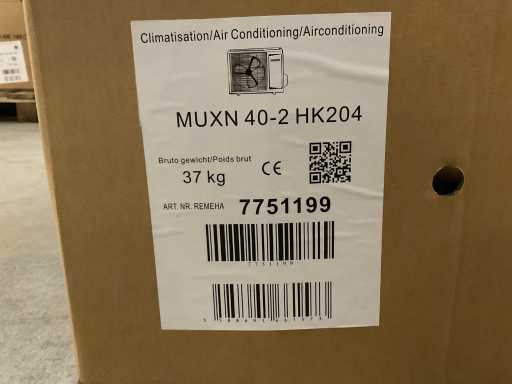 Climatisation/Air Conditioning/Airconditioning
MUXN 40-2 HK204
Bruto gewicht/Poids brut
37 kg
CE
ART. NR. REMEHA 7751199
7751199